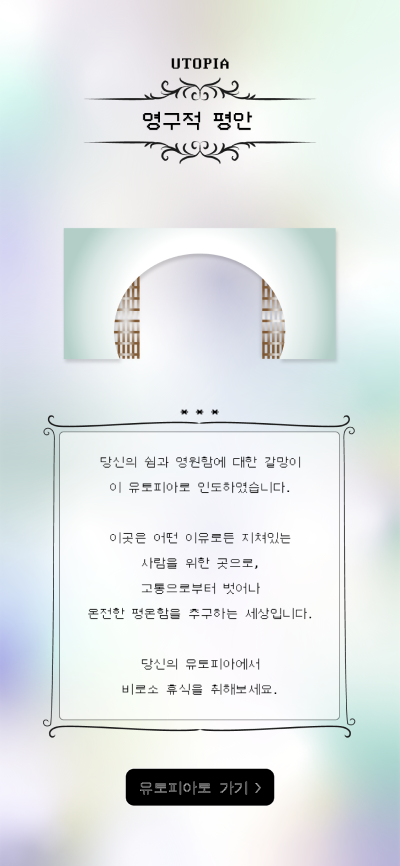 UTOPIA
영구적 평안
***
당신의 쉼과 영원함에 대한 갈망이
이 유토피아로 인도하였습니다.
이곳은 어떤 이유로든 지쳐있는
사람을 위한 곳으로,
고통으로부터 벗어나
온전한 평온함을 추구하는 세상입니다.
당신의 유토피아에서
비로소 휴식을 취해보세요.
유토피아로 가기 >